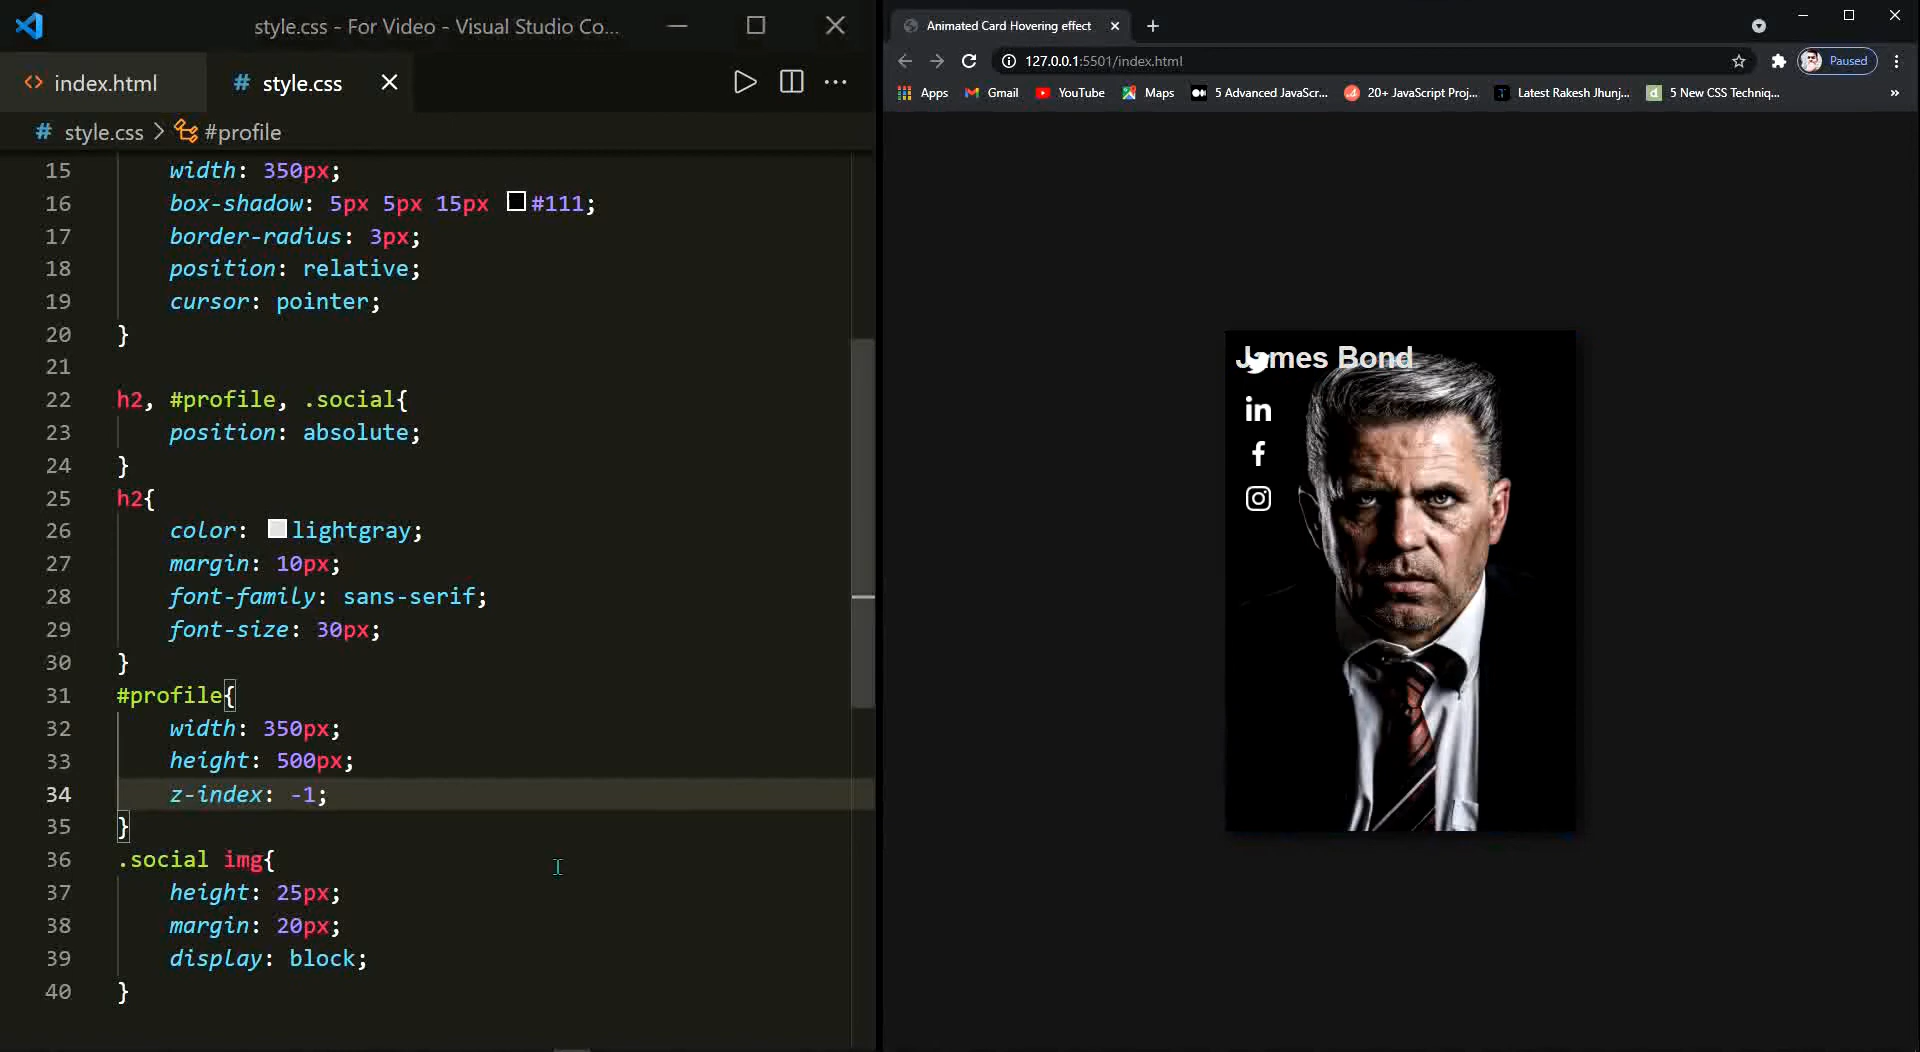 style.css - For Video - Visual Studio Co...
index.html
# style.css
# style.css > #profile
15 width: 350px;
16 box-shadow: 5px 5px 15px #111;
17 border-radius: 3px;
18 position: relative;
19 cursor: pointer;
20 }
21
22 h2, #profile, .social{
23 position: absolute;
24 }
25 h2{
26 color: lightgray;
27 margin: 10px;
28 font-family: sans-serif;
29 font-size: 30px;
30 }
31 #profile{
32 width: 350px;
33 height: 500px;
34 z-index: -1;
35 }
36 .social img{
37 height: 25px;
38 margin: 20px;
39 display: block;
40 }
Animated Card Hovering effect
127.0.0.1:5501/index.html
Paused
Apps Gmail YouTube Maps 5 Advanced JavaScr... 20+ JavaScript Proj... Latest Rakesh Jhunj... 5 New CSS Techniq... »
James Bond
in